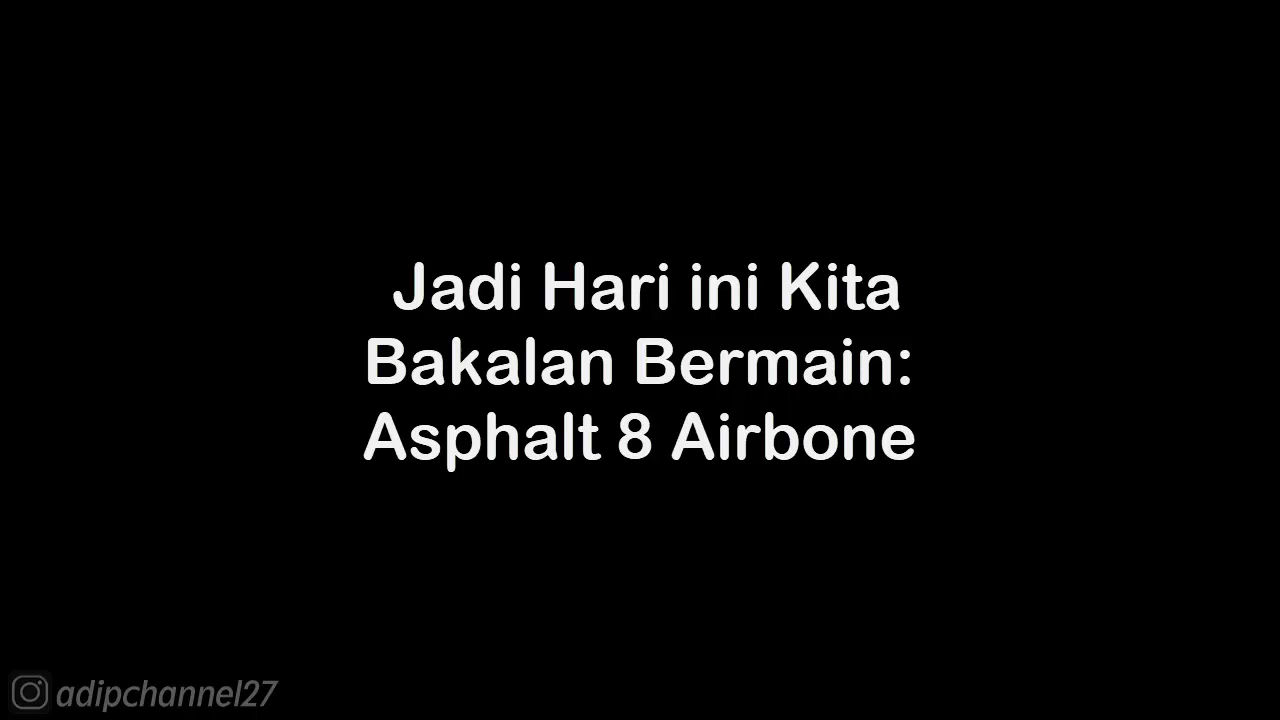 Jadi Hari ini Kita
Bakalan Bermain:
Asphalt 8 Airbone
adipchannel27